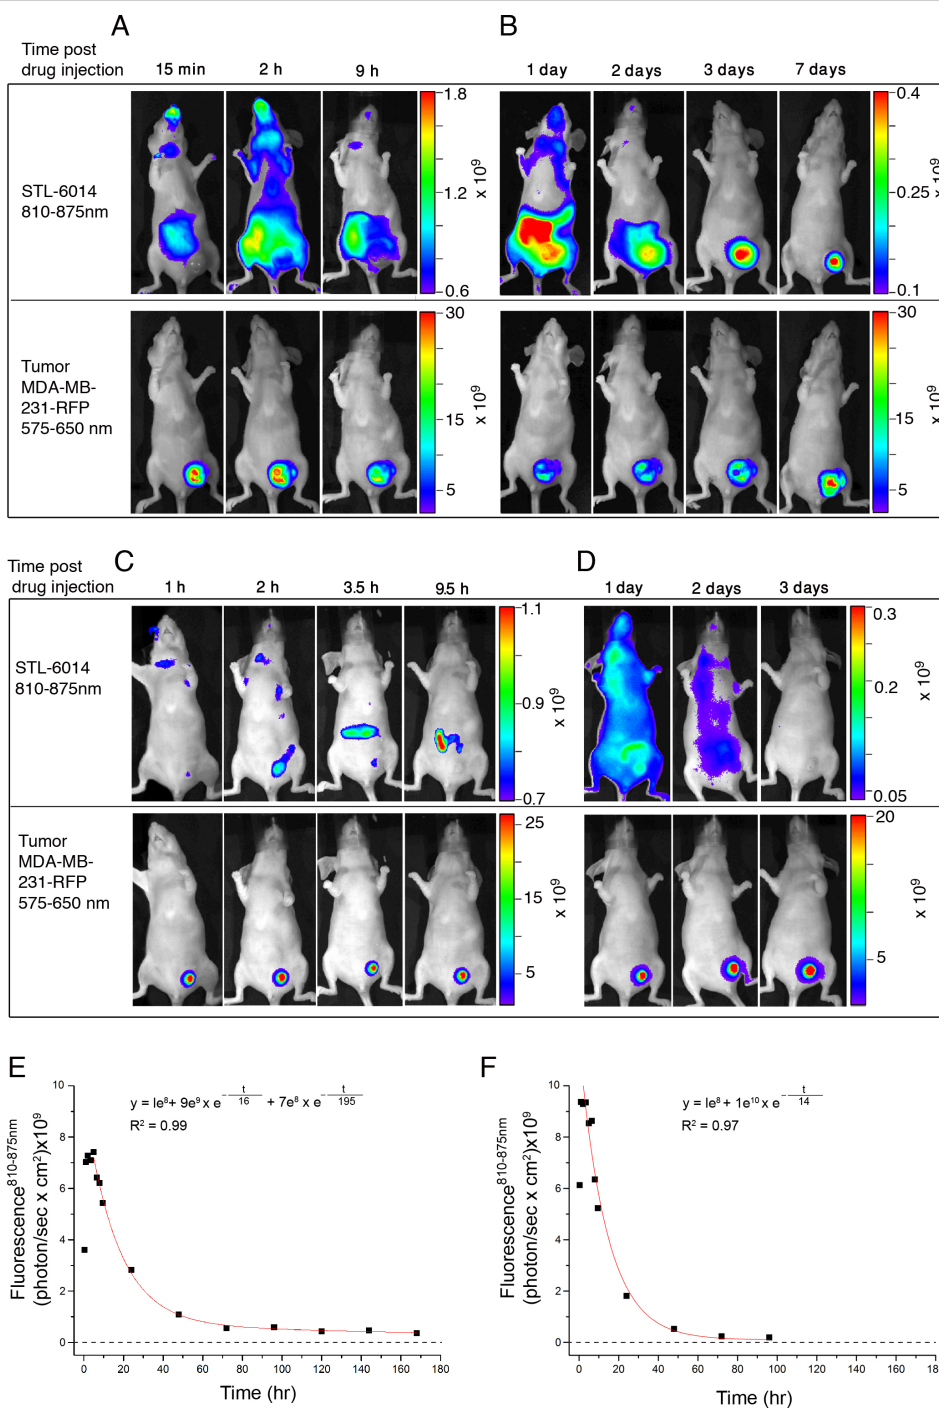 A
B
Time post
drug injection
15 min
2 h
9 h
1 day
2 days
3 days
7 days
STL-6014
810-875nm
1.8
1.2
0.6
x 10⁹
0.4
0.25
0.1
x 10⁹
Tumor
MDA-MB-
231-RFP
575-650 nm
30
15
5
x 10⁹
30
15
5
x 10⁹
C
D
Time post
drug injection
1 h
2 h
3.5 h
9.5 h
1 day
2 days
3 days
STL-6014
810-875nm
1.1
0.9
0.7
x 10⁹
0.3
0.2
0.05
x 10⁹
Tumor
MDA-MB-
231-RFP
575-650 nm
25
15
5
x 10⁹
20
5
x 10⁹
E
y = Ie⁸+ 9e⁹ x e^-t/16 + 7e⁸ x e^-t/195
R² = 0.99
Fluorescence⁸¹⁰⁻⁸⁷⁵ⁿᵐ
(photon/sec x cm²)x10⁹
10
8
6
4
2
0
0 20 40 60 80 100 120 140 160 180
Time (hr)
F
y = Ie⁸ + 1e¹⁰ x e^-t/14
R² = 0.97
Fluorescence⁸¹⁰⁻⁸⁷⁵ⁿᵐ
(photon/sec x cm²)x10⁹
10
8
6
4
2
0
0 20 40 60 80 100 120 140 160 180
Time (hr)